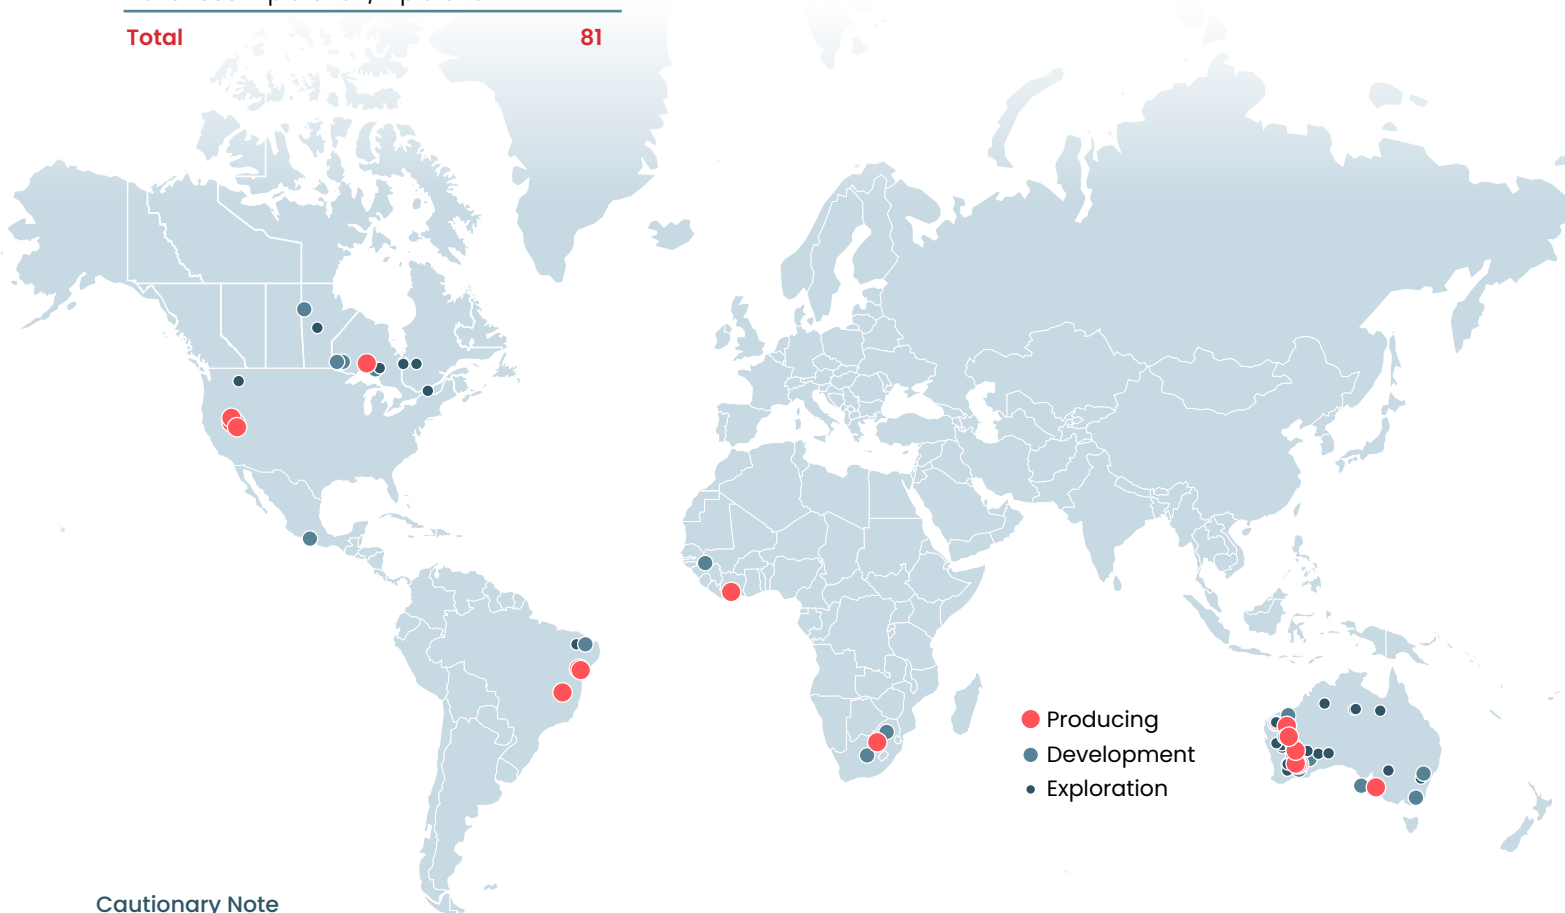 Total 81
Producing
Development
Exploration
Cautionary Note